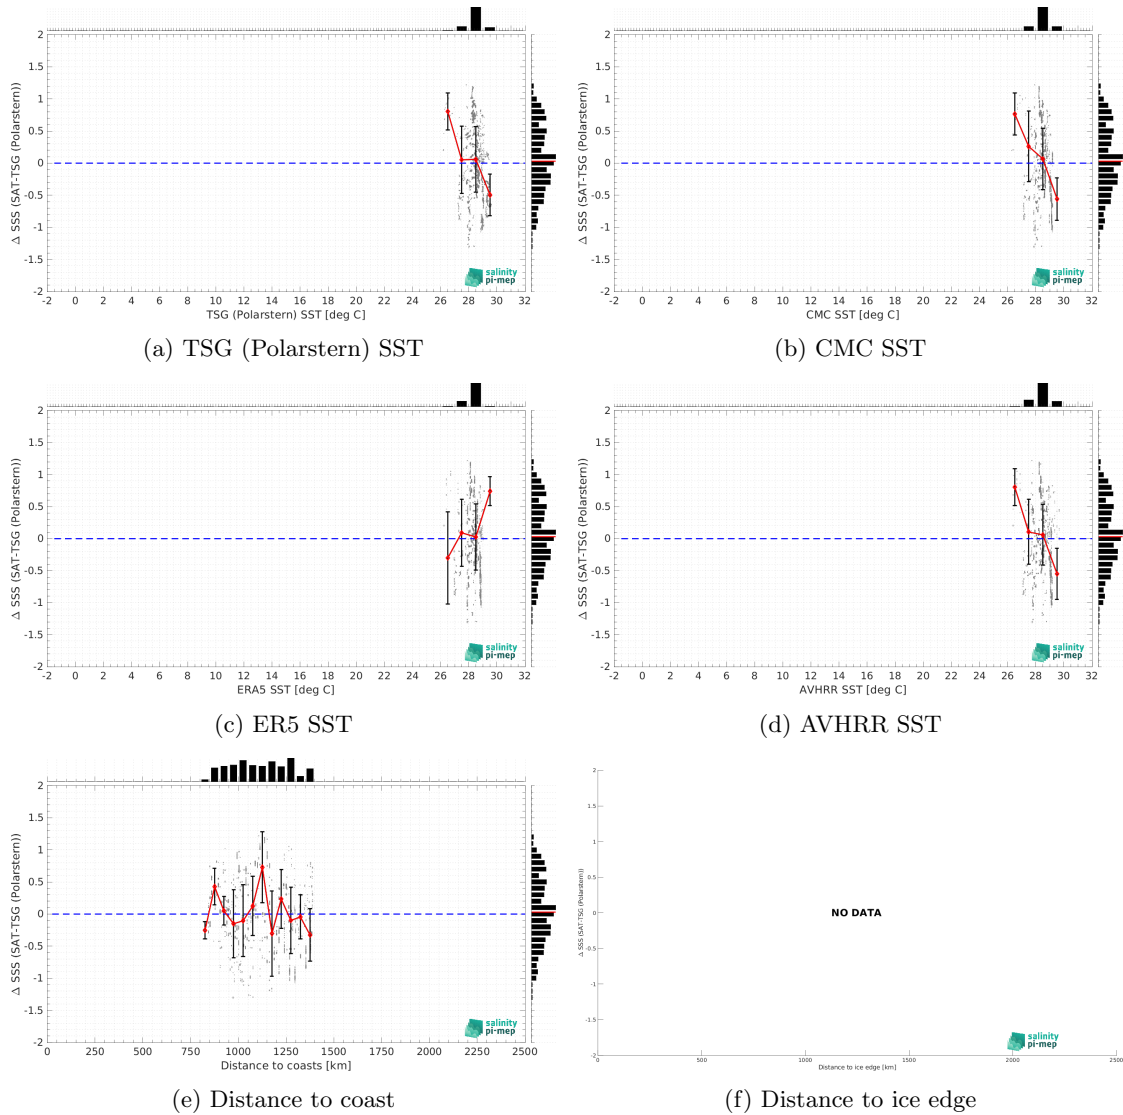 2
1.5
1
0.5
0
-0.5
-1
-1.5
-2
Δ SSS (SAT-TSG (Polarstern))
salinity
pi-mep
-2 0 2 4 6 8 10 12 14 16 18 20 22 24 26 28 30 32
TSG (Polarstern) SST [deg C]
(a) TSG (Polarstern) SST
2
1.5
1
0.5
0
-0.5
-1
-1.5
-2
Δ SSS (SAT-TSG (Polarstern))
salinity
pi-mep
-2 0 2 4 6 8 10 12 14 16 18 20 22 24 26 28 30 32
CMC SST [deg C]
(b) CMC SST
2
1.5
1
0.5
0
-0.5
-1
-1.5
-2
Δ SSS (SAT-TSG (Polarstern))
salinity
pi-mep
-2 0 2 4 6 8 10 12 14 16 18 20 22 24 26 28 30 32
ERA5 SST [deg C]
(c) ER5 SST
2
1.5
1
0.5
0
-0.5
-1
-1.5
-2
Δ SSS (SAT-TSG (Polarstern))
salinity
pi-mep
-2 0 2 4 6 8 10 12 14 16 18 20 22 24 26 28 30 32
AVHRR SST [deg C]
(d) AVHRR SST
2
1.5
1
0.5
0
-0.5
-1
-1.5
-2
Δ SSS (SAT-TSG (Polarstern))
salinity
pi-mep
0 250 500 750 1000 1250 1500 1750 2000 2250 2500
Distance to coasts [km]
(e) Distance to coast
2
1.5
1
0.5
0
-0.5
-1
-1.5
-2
Δ SSS (SAT-TSG (Polarstern))
NO DATA
salinity
pi-mep
0 500 1000 1500 2000 2500
Distance to ice edge [km]
(f) Distance to ice edge